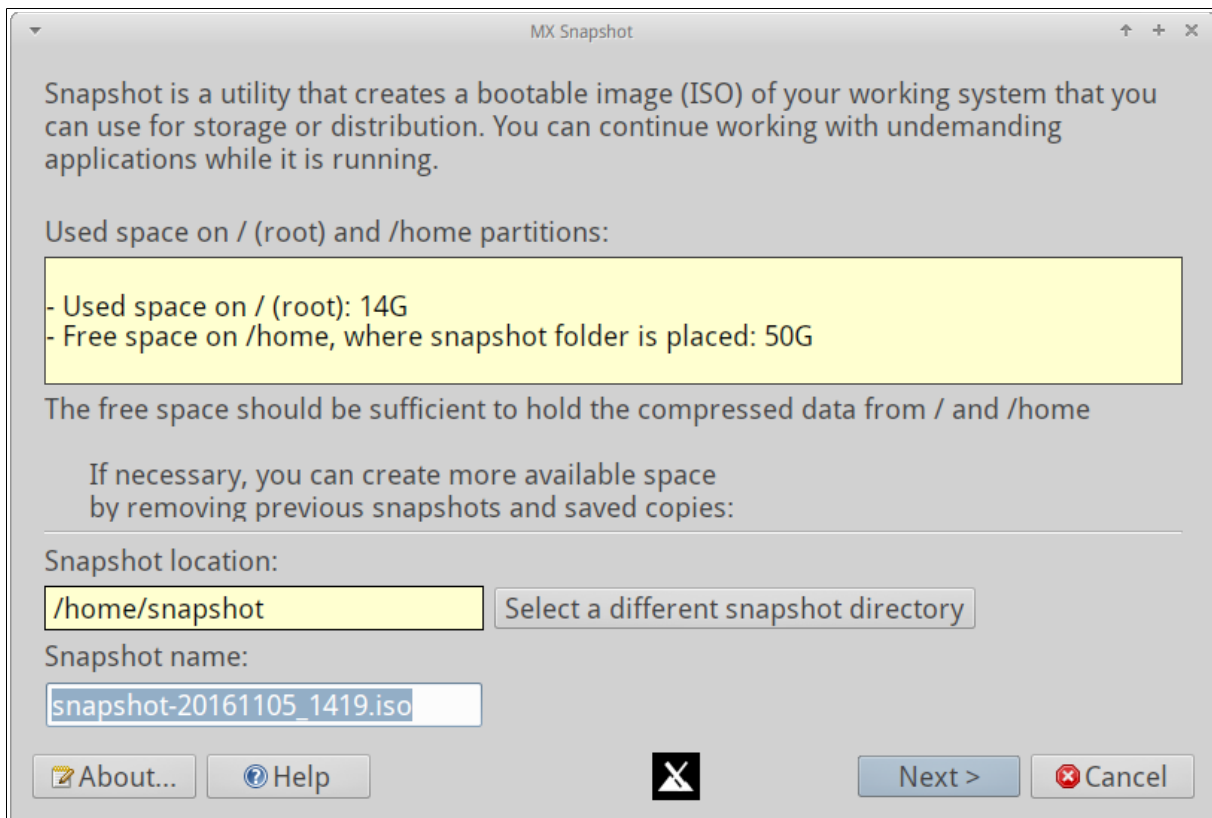 MX Snapshot
Snapshot is a utility that creates a bootable image (ISO) of your working system that you
can use for storage or distribution. You can continue working with undemanding
applications while it is running.
Used space on / (root) and /home partitions:
- Used space on / (root): 14G
- Free space on /home, where snapshot folder is placed: 50G
The free space should be sufficient to hold the compressed data from / and /home
If necessary, you can create more available space
by removing previous snapshots and saved copies:
Snapshot location:
/home/snapshot
Select a different snapshot directory
Snapshot name:
snapshot-20161105_1419.iso
About...
Help
Next >
Cancel